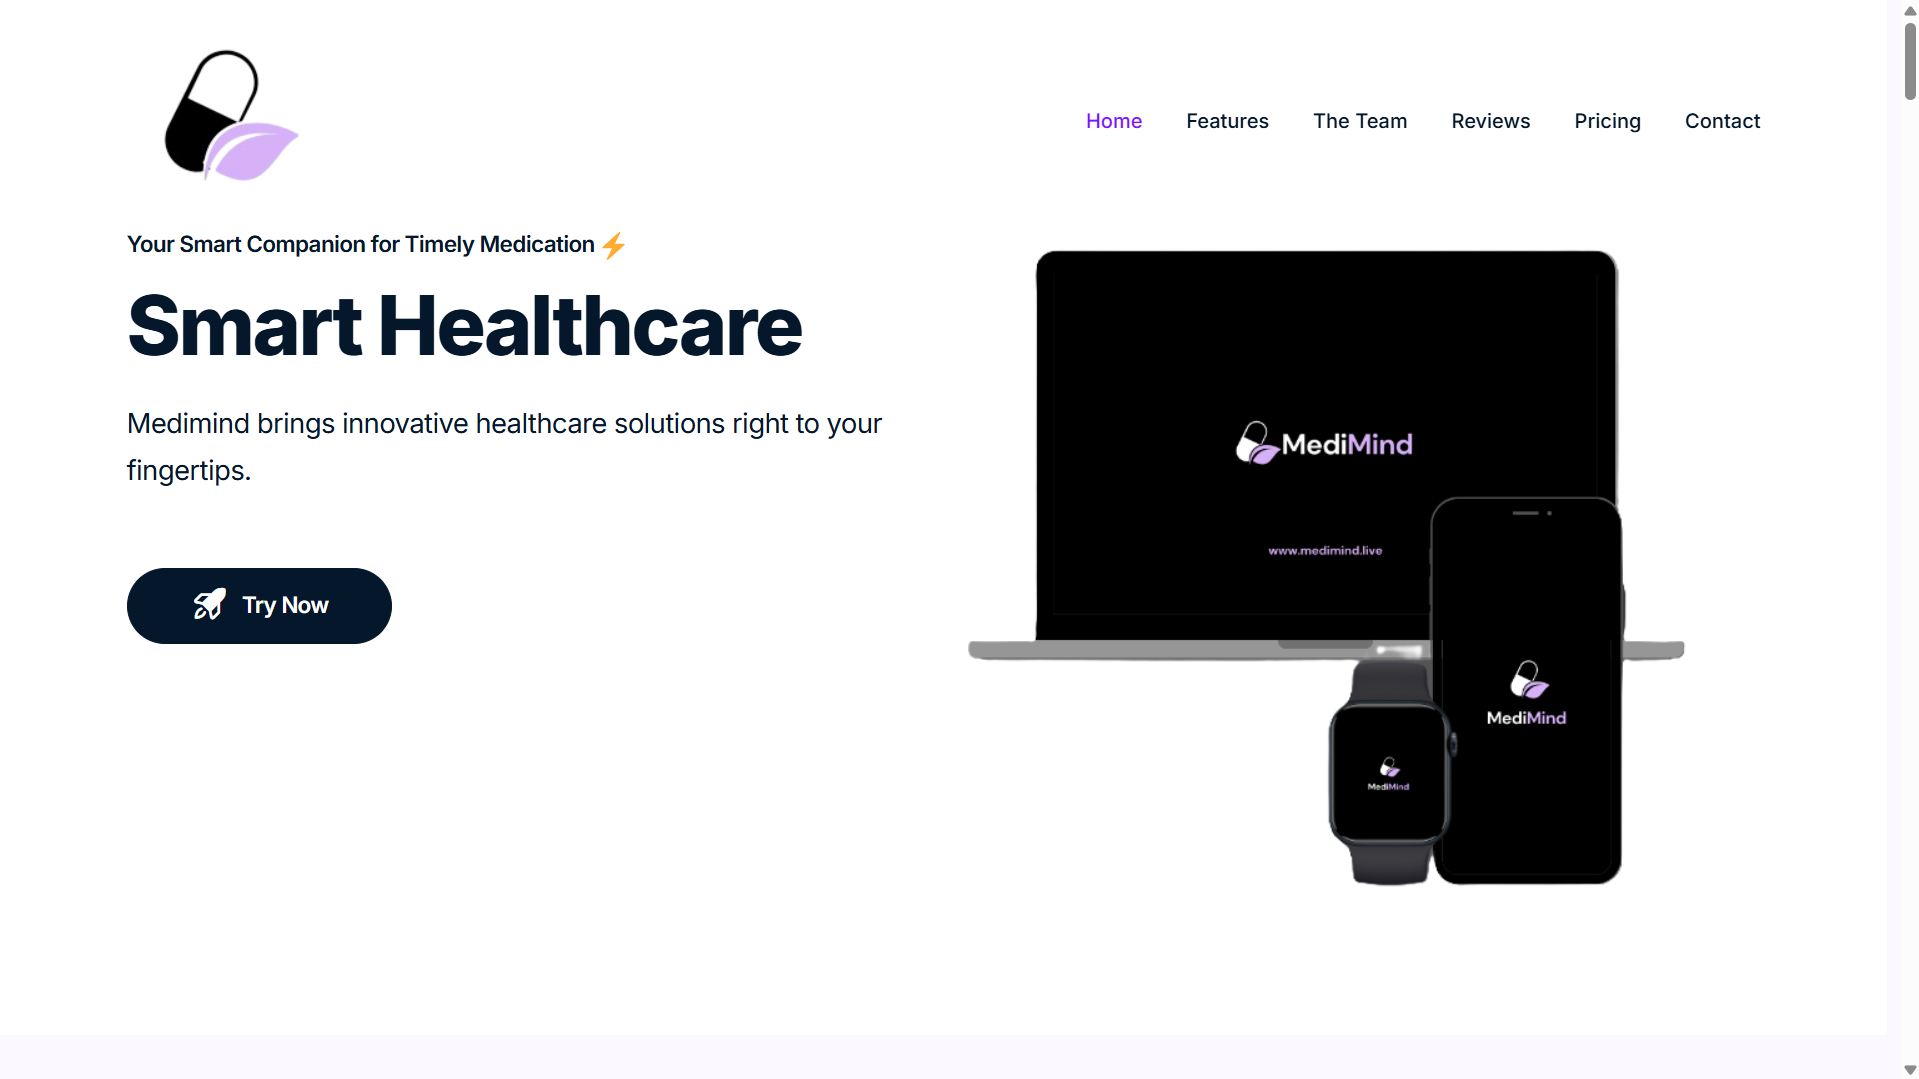 Home Features The Team Reviews Pricing Contact
Your Smart Companion for Timely Medication ⚡
Smart Healthcare
Medimind brings innovative healthcare solutions right to your
fingertips.
Try Now
MediMind
www.medimind.live
MediMind
MediMind